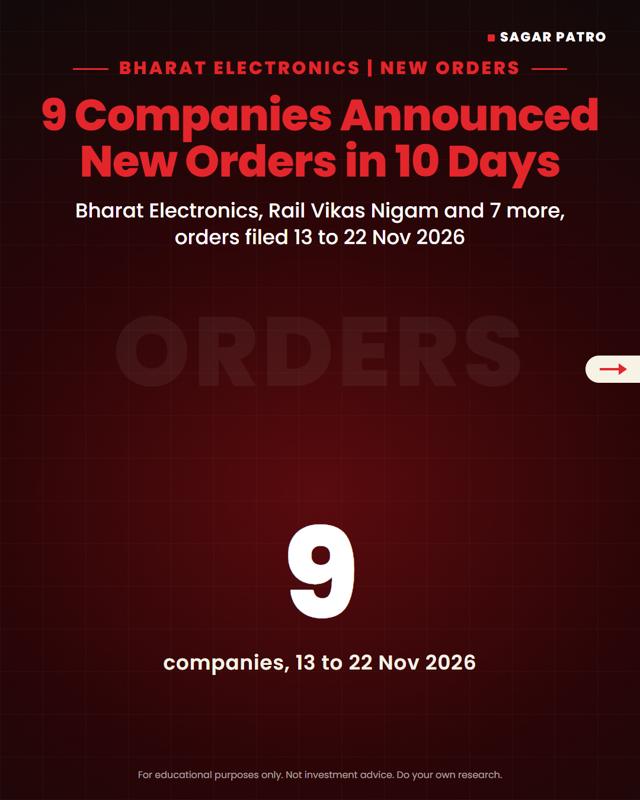 SAGAR PATRO
BHARAT ELECTRONICS | NEW ORDERS
9 Companies Announced
New Orders in 10 Days
Bharat Electronics, Rail Vikas Nigam and 7 more,
orders filed 13 to 22 Nov 2026
ORDERS
9
companies, 13 to 22 Nov 2026
For educational purposes only. Not investment advice. Do your own research.